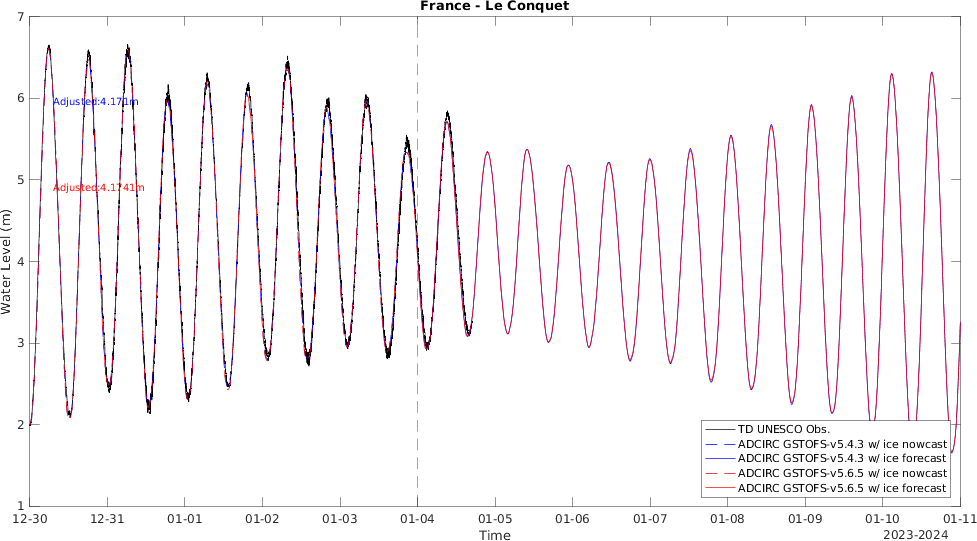 France - Le Conquet
7
6
5
4
3
2
1
Water Level (m)
Adjusted:4.171m
Adjusted:4.1741m
TD UNESCO Obs.
ADCIRC GSTOFS-v5.4.3 w/ ice nowcast
ADCIRC GSTOFS-v5.4.3 w/ ice forecast
ADCIRC GSTOFS-v5.6.5 w/ ice nowcast
ADCIRC GSTOFS-v5.6.5 w/ ice forecast
12-30 12-31 01-01 01-02 01-03 01-04 01-05 01-06 01-07 01-08 01-09 01-10 01-11
Time
2023-2024